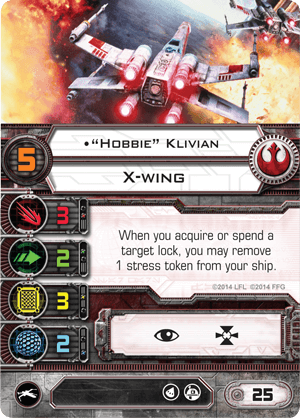 •“Hobbie” Klivian
5
X-wing
3
2
3
2
When you acquire or spend a
target lock, you may remove
1 stress token from your ship.
©2014 LFL ©2014 FFG
25